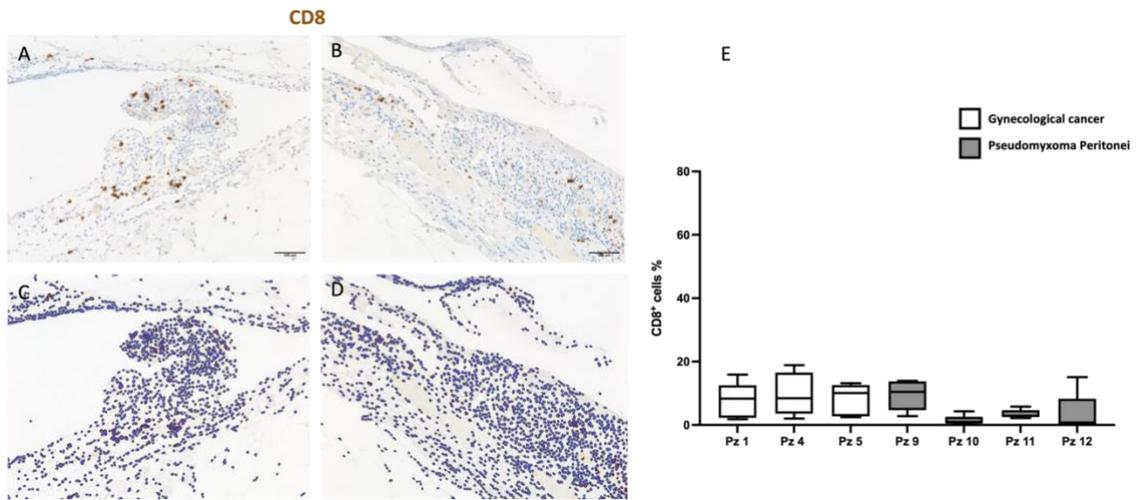 CD8
A
B
C
D
E
Gynecological cancer
Pseudomyxoma Peritonei
CD8+ cells %
80
60
40
20
0
Pz 1
Pz 4
Pz 5
Pz 9
Pz 10
Pz 11
Pz 12